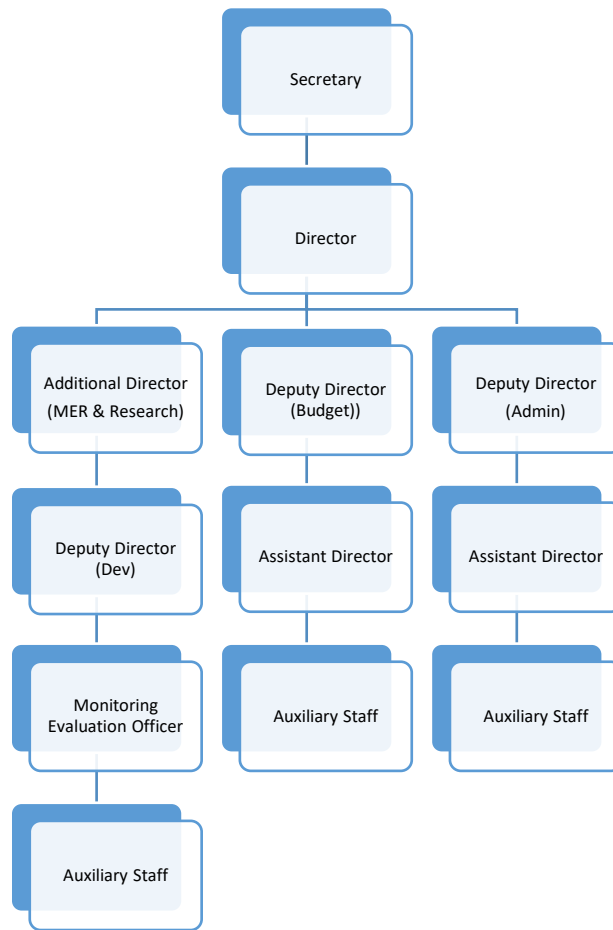 Secretary
Director
Additional Director
(MER & Research)
Deputy Director
(Budget))
Deputy Director
(Admin)
Deputy Director
(Dev)
Assistant Director
Assistant Director
Monitoring
Evaluation Officer
Auxiliary Staff
Auxiliary Staff
Auxiliary Staff